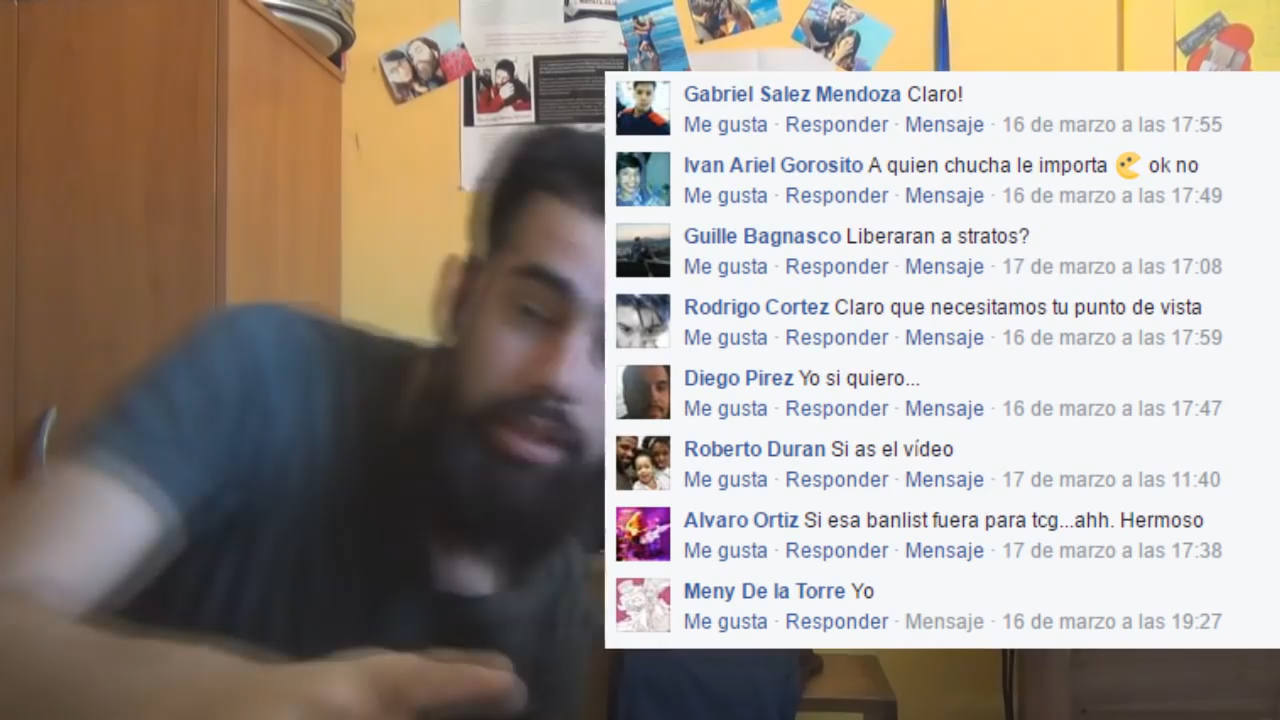 Gabriel Salez Mendoza Claro!
Me gusta · Responder · Mensaje · 16 de marzo a las 17:55
Ivan Ariel Gorosito A quien chucha le importa ok no
Me gusta · Responder · Mensaje · 16 de marzo a las 17:49
Guille Bagnasco Liberaran a stratos?
Me gusta · Responder · Mensaje · 17 de marzo a las 17:08
Rodrigo Cortez Claro que necesitamos tu punto de vista
Me gusta · Responder · Mensaje · 16 de marzo a las 17:59
Diego Pirez Yo si quiero...
Me gusta · Responder · Mensaje · 16 de marzo a las 17:47
Roberto Duran Si as el vídeo
Me gusta · Responder · Mensaje · 17 de marzo a las 11:40
Alvaro Ortiz Si esa banlist fuera para tcg...ahh. Hermoso
Me gusta · Responder · Mensaje · 17 de marzo a las 17:38
Meny De la Torre Yo
Me gusta · Responder · Mensaje · 16 de marzo a las 19:27